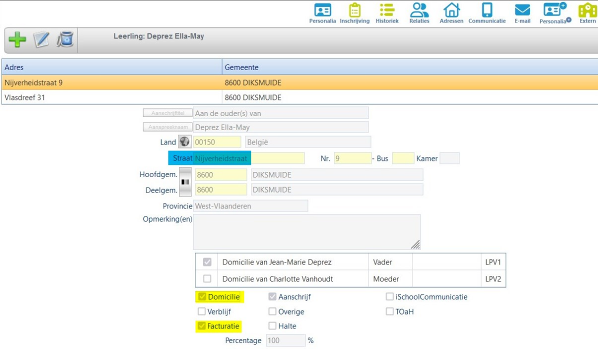 Personalia Inschrijving Historiek Relaties Adressen Communicatie E-mail Personalia Extern
Leerling: Deprez Ella-May
Adres Gemeente
Nijverheidstraat 9 8600 DIKSMUIDE
Vlasdreef 31 8600 DIKSMUIDE
Aan de ouder(s) van
Deprez Ella-May
Land 00150 België
Straat Nijverheidstraat Nr. 9 - Bus Kamer
Hoofdgem. 8600 DIKSMUIDE
Deelgem. 8600 DIKSMUIDE
Provincie West-Vlaanderen
Opmerking(en)
Domicilie van Jean-Marie Deprez Vader LPV1
Domicilie van Charlotte Vanhoudt Moeder LPV2
Domicilie Aanschrijf iSchoolCommunicatie
Verblijf Overige TOaH
Facturatie Halte
Percentage 100 %